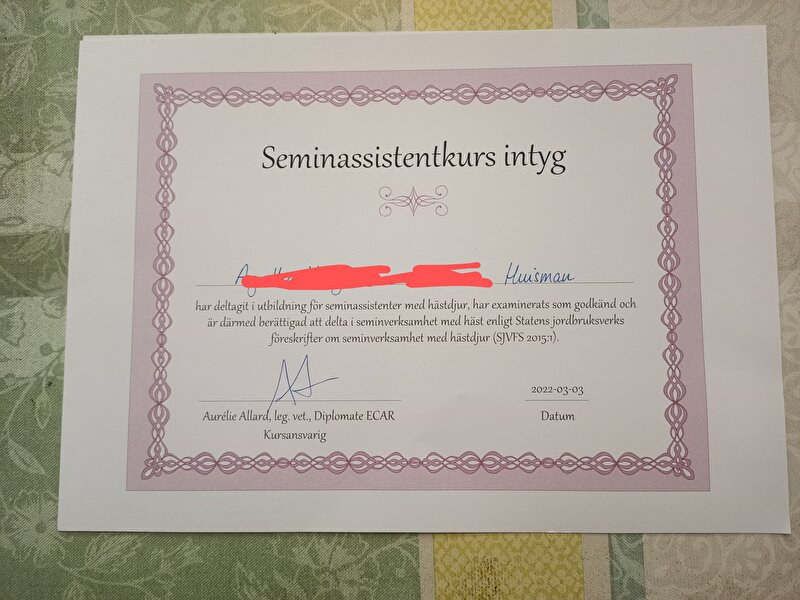 Seminassistentkurs intyg
Huisman
har deltagit i utbildning för seminassistenter med hästdjur, har examinerats som godkänd och
är därmed berättigad att delta i seminverksamhet med häst enligt Statens jordbruksverks
föreskrifter om seminverksamhet med hästdjur (SJVFS 2015:1).
2022-03-03
Aurélie Allard, leg. vet., Diplomate ECAR
Datum
Kursansvarig